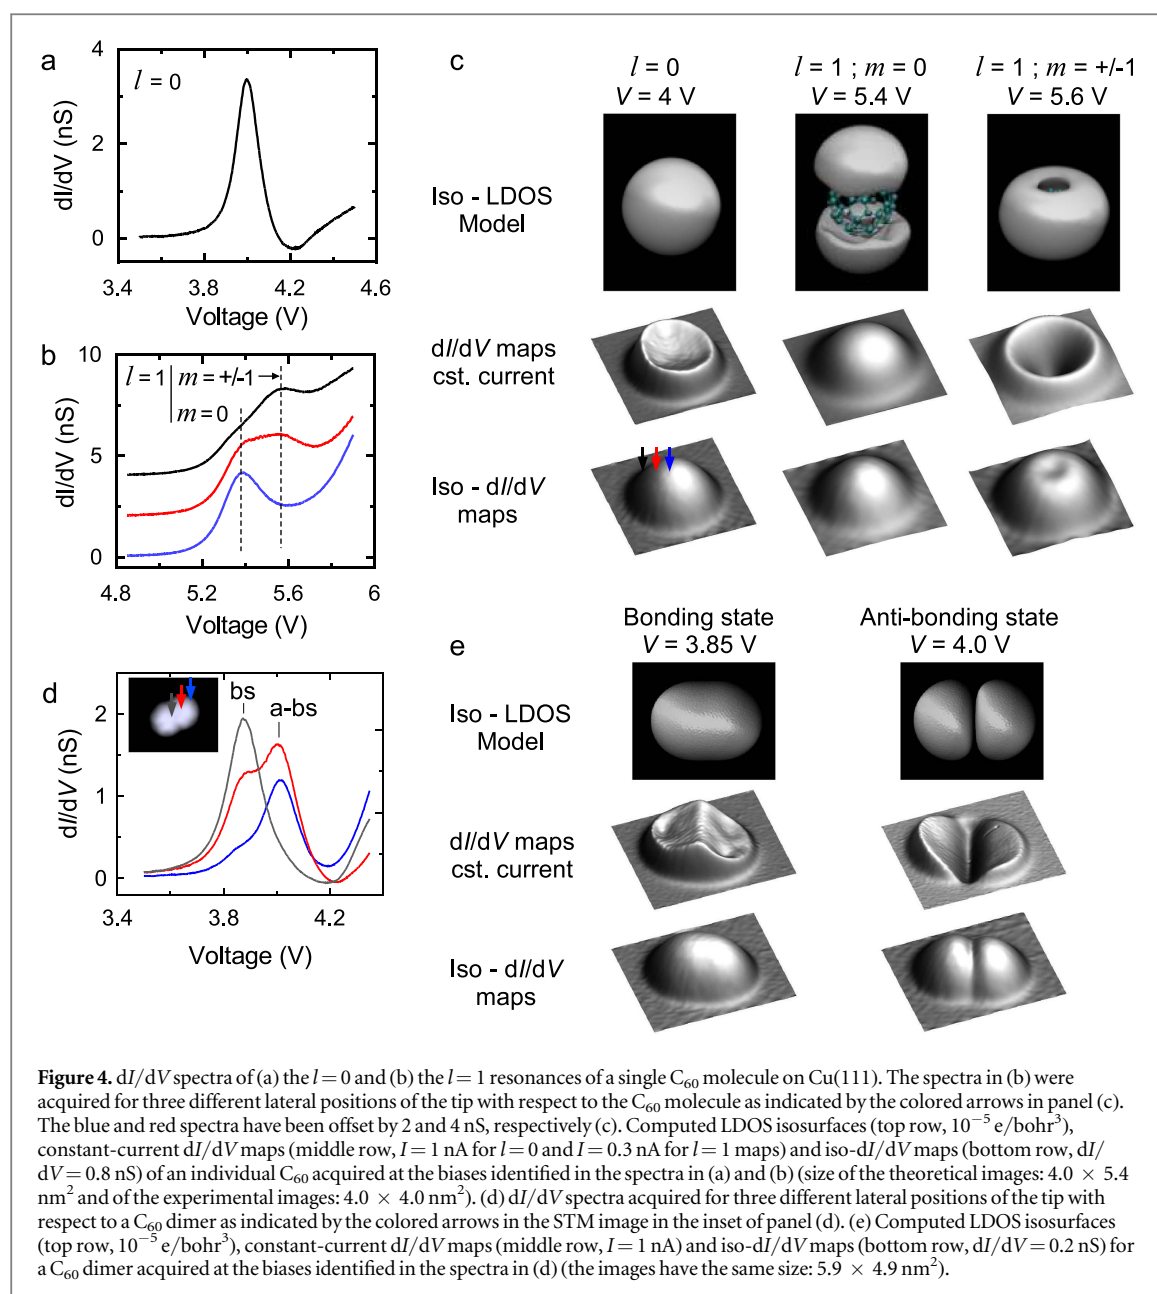 a
l = 0
dI/dV (nS)
4
2
0
3.4
3.8
4.2
4.6
Voltage (V)
b
l = 1
m = +/-1
m = 0
dI/dV (nS)
10
5
0
4.8
5.2
5.6
6
Voltage (V)
c
l = 0
V = 4 V
l = 1 ; m = 0
V = 5.4 V
l = 1 ; m = +/-1
V = 5.6 V
Iso - LDOS
Model
dI/dV maps
cst. current
Iso - dI/dV
maps
d
bs
a-bs
dI/dV (nS)
2
1
0
3.4
3.8
4.2
Voltage (V)
e
Bonding state
V = 3.85 V
Anti-bonding state
V = 4.0 V
Iso - LDOS
Model
dI/dV maps
cst. current
Iso - dI/dV
maps
Figure 4. dI/dV spectra of (a) the l = 0 and (b) the l = 1 resonances of a single C₆₀ molecule on Cu(111). The spectra in (b) were
acquired for three different lateral positions of the tip with respect to the C₆₀ molecule as indicated by the colored arrows in panel (c).
The blue and red spectra have been offset by 2 and 4 nS, respectively (c). Computed LDOS isosurfaces (top row, 10⁻⁵ e/bohr³),
constant-current dI/dV maps (middle row, I = 1 nA for l = 0 and I = 0.3 nA for l = 1 maps) and iso-dI/dV maps (bottom row, dI/
dV = 0.8 nS) of an individual C₆₀ acquired at the biases identified in the spectra in (a) and (b) (size of the theoretical images: 4.0 × 5.4
nm² and of the experimental images: 4.0 × 4.0 nm²). (d) dI/dV spectra acquired for three different lateral positions of the tip with
respect to a C₆₀ dimer as indicated by the colored arrows in the STM image in the inset of panel (d). (e) Computed LDOS isosurfaces
(top row, 10⁻⁵ e/bohr³), constant-current dI/dV maps (middle row, I = 1 nA) and iso-dI/dV maps (bottom row, dI/dV = 0.2 nS) for
a C₆₀ dimer acquired at the biases identified in the spectra in (d) (the images have the same size: 5.9 × 4.9 nm²).